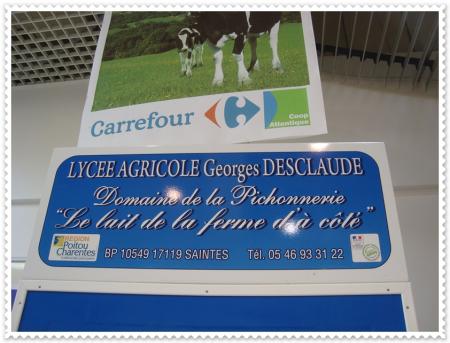 Carrefour
Coop
Atlantique
LYCEE AGRICOLE Georges DESCLAUDE
Domaine de la Pichonnerie
"Le lait de la ferme d'à côté"
REGION
Poitou
Charentes
BP 10549 17119 SAINTES Tél. 05 46 93 31 22